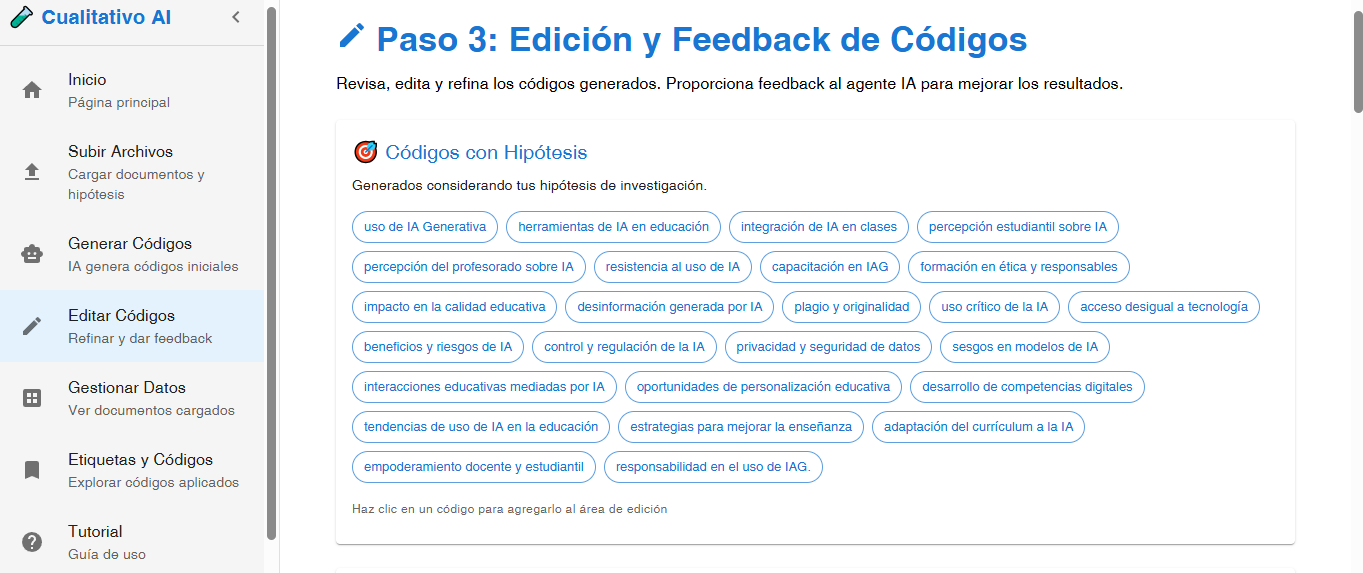 Cualitativo AI
Inicio
Página principal
Subir Archivos
Cargar documentos y
hipótesis
Generar Códigos
IA genera códigos iniciales
Editar Códigos
Refinar y dar feedback
Gestionar Datos
Ver documentos cargados
Etiquetas y Códigos
Explorar códigos aplicados
Tutorial
Guía de uso
Paso 3: Edición y Feedback de Códigos
Revisa, edita y refina los códigos generados. Proporciona feedback al agente IA para mejorar los resultados.
Códigos con Hipótesis
Generados considerando tus hipótesis de investigación.
uso de IA Generativa herramientas de IA en educación integración de IA en clases percepción estudiantil sobre IA
percepción del profesorado sobre IA resistencia al uso de IA capacitación en IAG formación en ética y responsables
impacto en la calidad educativa desinformación generada por IA plagio y originalidad uso crítico de la IA acceso desigual a tecnología
beneficios y riesgos de IA control y regulación de la IA privacidad y seguridad de datos sesgos en modelos de IA
interacciones educativas mediadas por IA oportunidades de personalización educativa desarrollo de competencias digitales
tendencias de uso de IA en la educación estrategias para mejorar la enseñanza adaptación del currículum a la IA
empoderamiento docente y estudiantil responsabilidad en el uso de IAG.
Haz clic en un código para agregarlo al área de edición